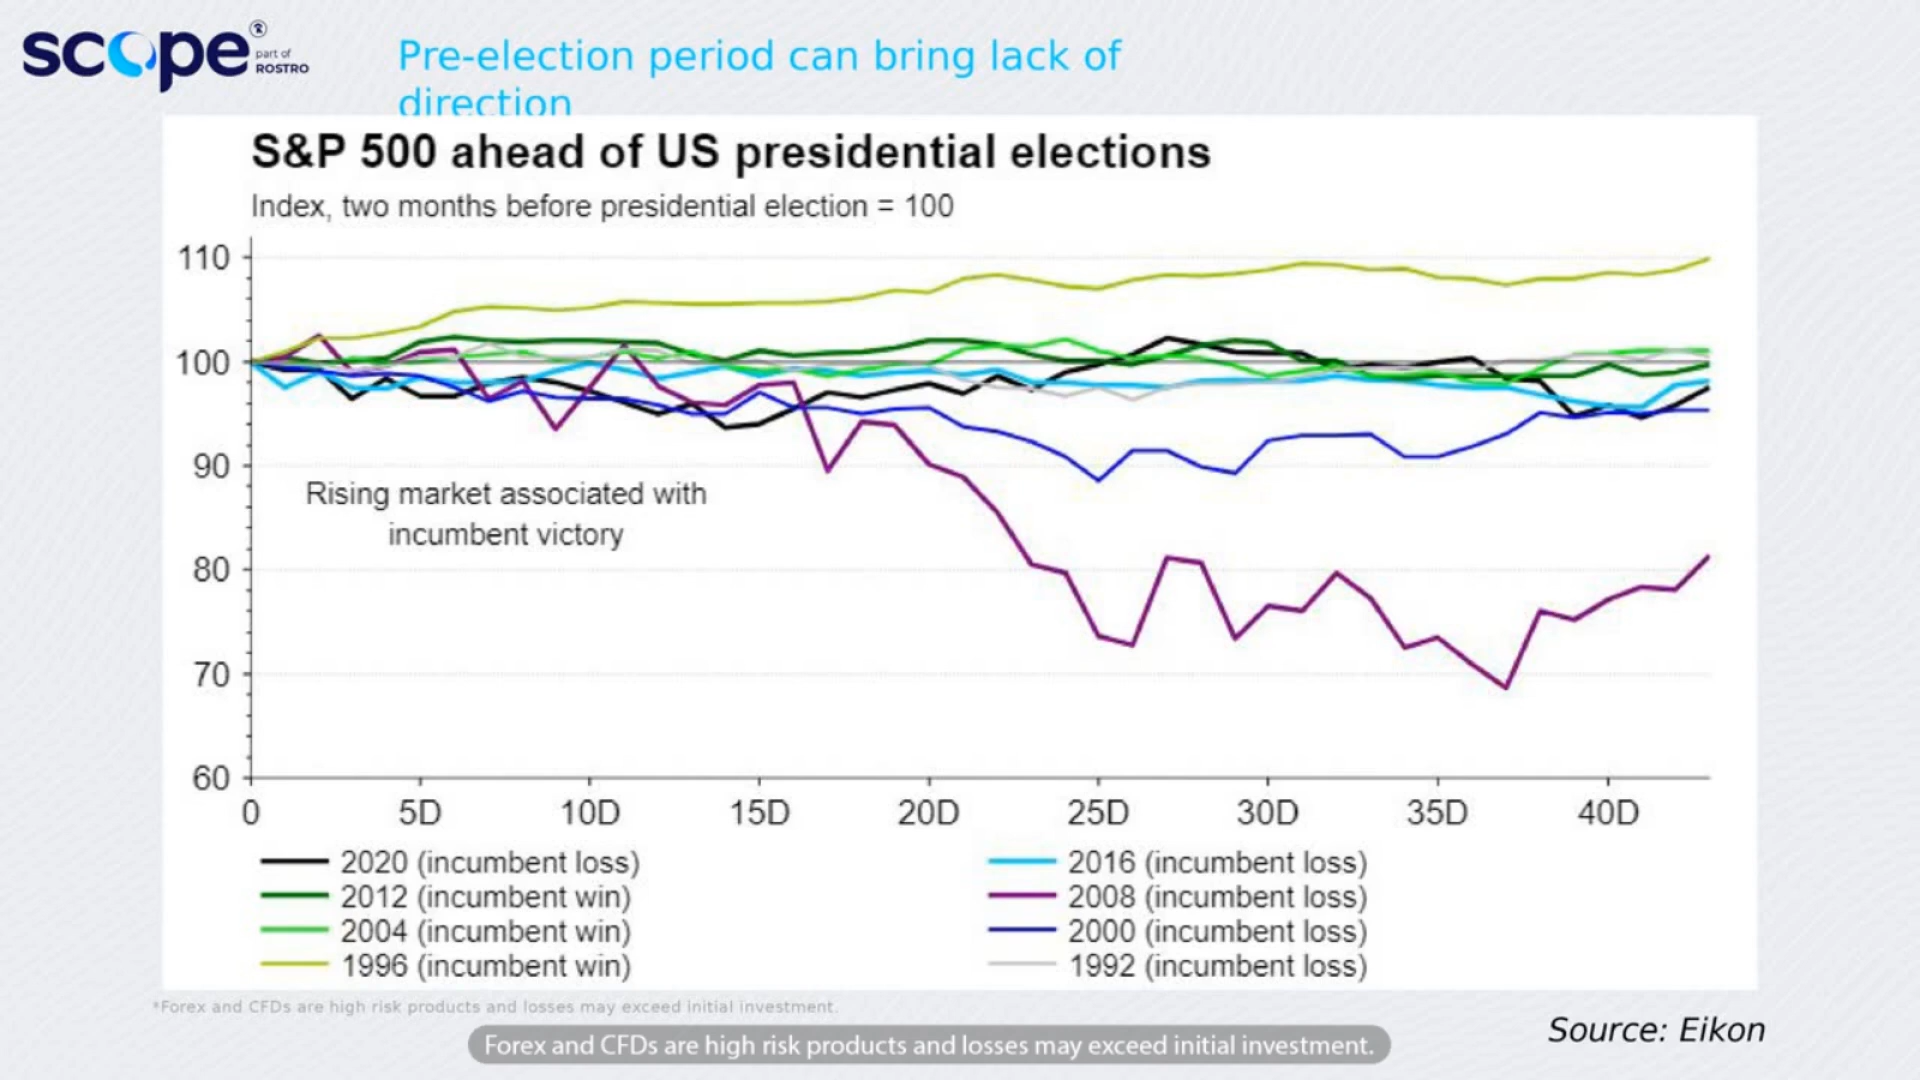 scope®
part of
ROSTRO
Pre-election period can bring lack of
direction
S&P 500 ahead of US presidential elections
Index, two months before presidential election = 100
110
100
90
80
70
60
Rising market associated with
incumbent victory
0 5D 10D 15D 20D 25D 30D 35D 40D
2020 (incumbent loss) 2016 (incumbent loss)
2012 (incumbent win) 2008 (incumbent loss)
2004 (incumbent win) 2000 (incumbent loss)
1996 (incumbent win) 1992 (incumbent loss)
*Forex and CFDs are high risk products and losses may exceed initial investment.
Source: Eikon
Forex and CFDs are high risk products and losses may exceed initial investment.